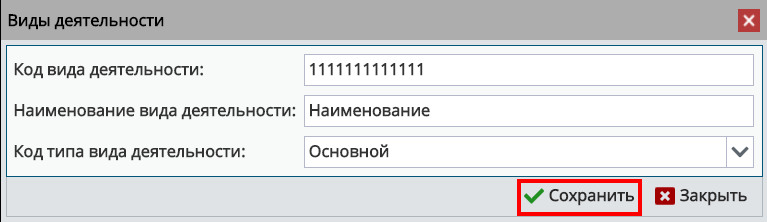 Виды деятельности
Код вида деятельности: 1111111111111
Наименование вида деятельности: Наименование
Код типа вида деятельности: Основной
Сохранить Закрыть